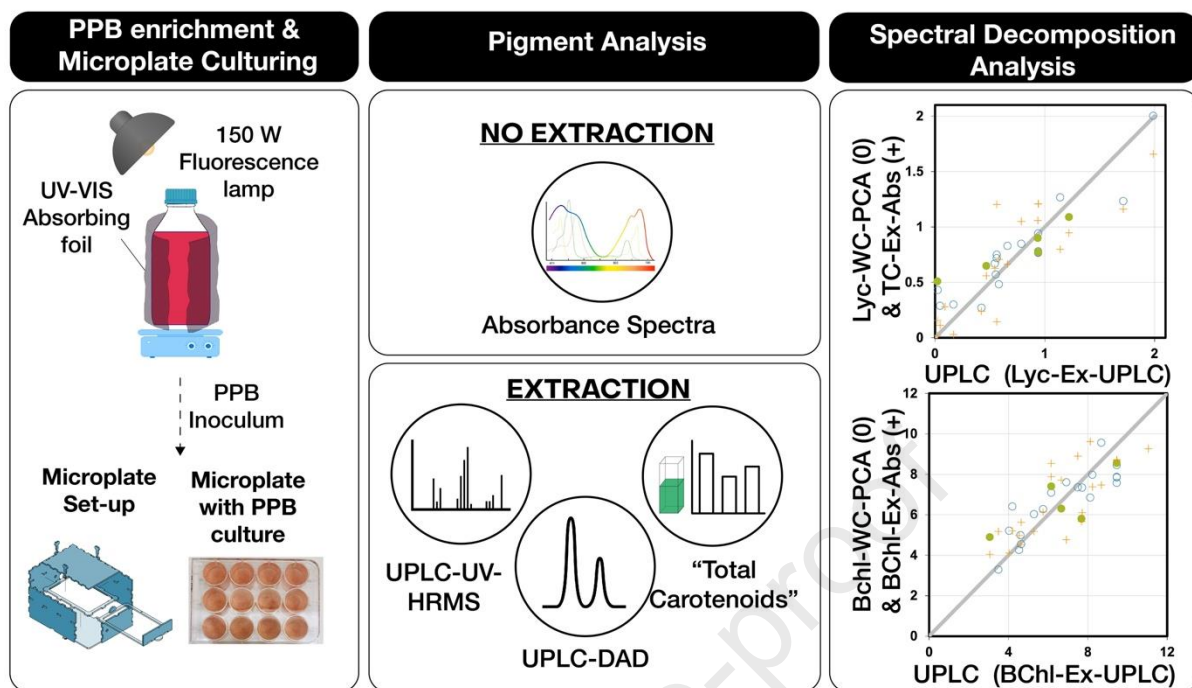 PPB enrichment &
Microplate Culturing
150 W
Fluorescence
lamp
UV-VIS
Absorbing
foil
PPB
Inoculum
Microplate
Set-up
Microplate
with PPB
culture
Pigment Analysis
NO EXTRACTION
Absorbance Spectra
EXTRACTION
UPLC-UV-
HRMS
UPLC-DAD
“Total
Carotenoids”
Spectral Decomposition
Analysis
Lyc-WC-PCA (0)
& TC-Ex-Abs (+)
2
1.5
1
0.5
0
0 1 2
UPLC (Lyc-Ex-UPLC)
Bchl-WC-PCA (0)
& BChl-Ex-Abs (+)
12
10
8
6
4
2
0
0 4 8 12
UPLC (BChl-Ex-UPLC)